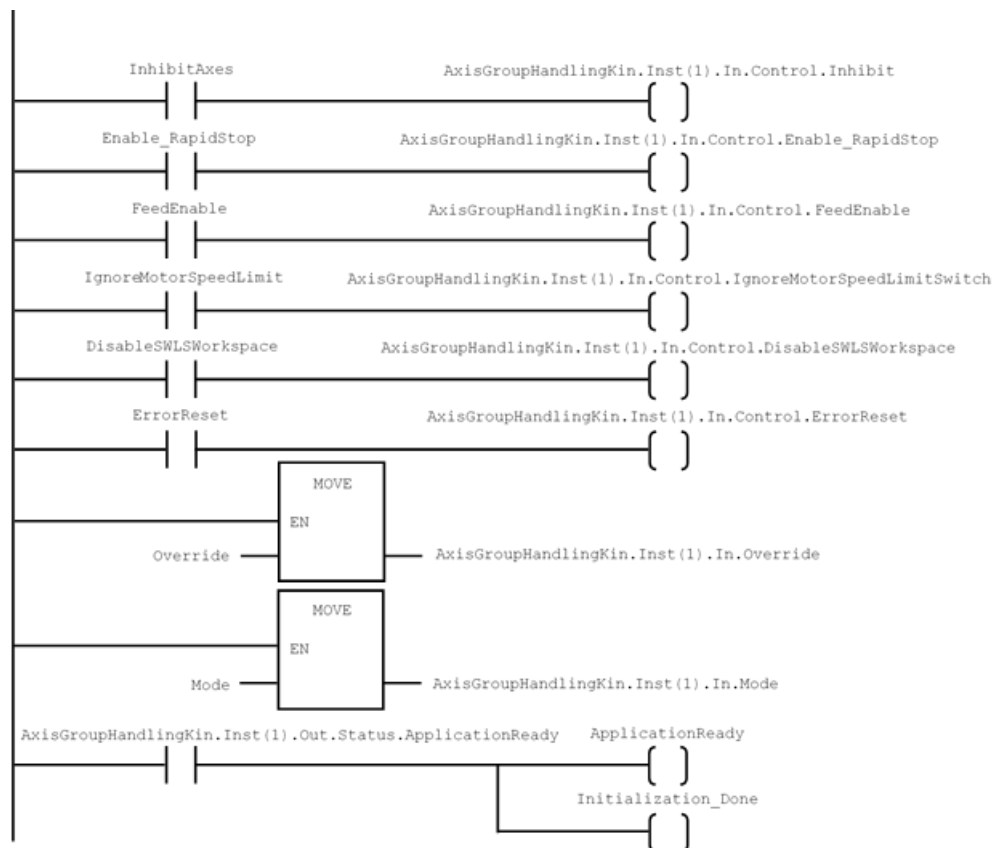 InhibitAxes AxisGroupHandlingKin.Inst(1).In.Control.Inhibit
Enable_RapidStop AxisGroupHandlingKin.Inst(1).In.Control.Enable_RapidStop
FeedEnable AxisGroupHandlingKin.Inst(1).In.Control.FeedEnable
IgnoreMotorSpeedLimit AxisGroupHandlingKin.Inst(1).In.Control.IgnoreMotorSpeedLimitSwitch
DisableSWLSWorkspace AxisGroupHandlingKin.Inst(1).In.Control.DisableSWLSWorkspace
ErrorReset AxisGroupHandlingKin.Inst(1).In.Control.ErrorReset
MOVE
EN
Override AxisGroupHandlingKin.Inst(1).In.Override
MOVE
EN
Mode AxisGroupHandlingKin.Inst(1).In.Mode
AxisGroupHandlingKin.Inst(1).Out.Status.ApplicationReady ApplicationReady
Initialization_Done